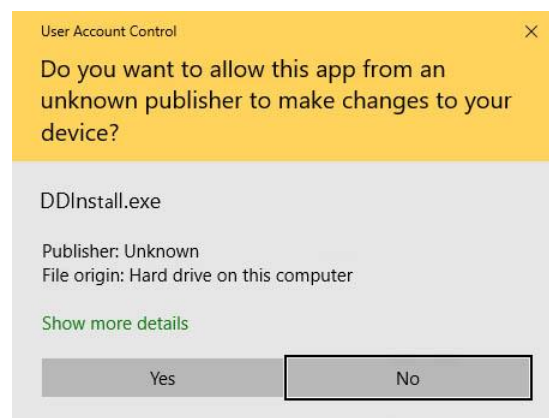 User Account Control
Do you want to allow this app from an
unknown publisher to make changes to your
device?
DDInstall.exe
Publisher: Unknown
File origin: Hard drive on this computer
Show more details
Yes
No